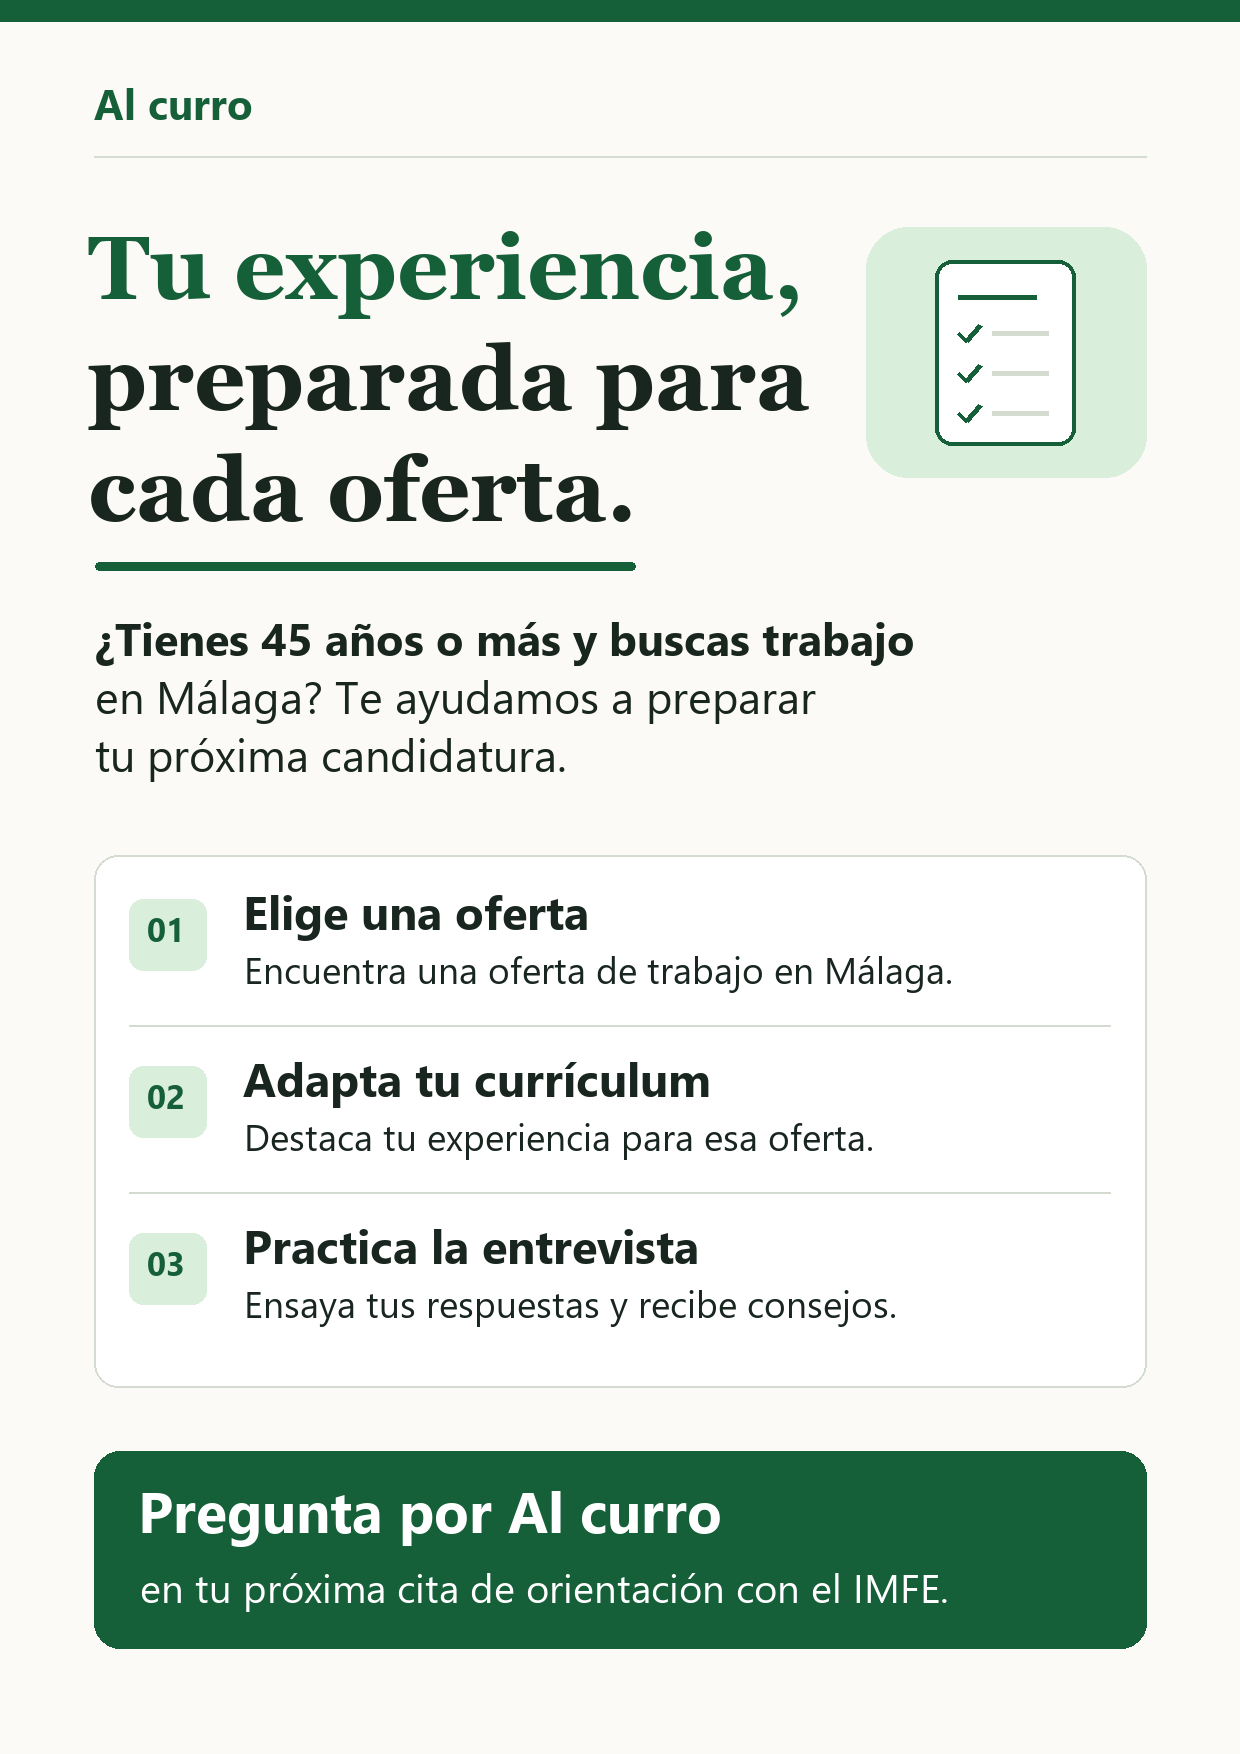 Al curro
Tu experiencia,
preparada para
cada oferta.
¿Tienes 45 años o más y buscas trabajo
en Málaga? Te ayudamos a preparar
tu próxima candidatura.
01
Elige una oferta
Encuentra una oferta de trabajo en Málaga.
02
Adapta tu currículum
Destaca tu experiencia para esa oferta.
03
Practica la entrevista
Ensaya tus respuestas y recibe consejos.
Pregunta por Al curro
en tu próxima cita de orientación con el IMFE.